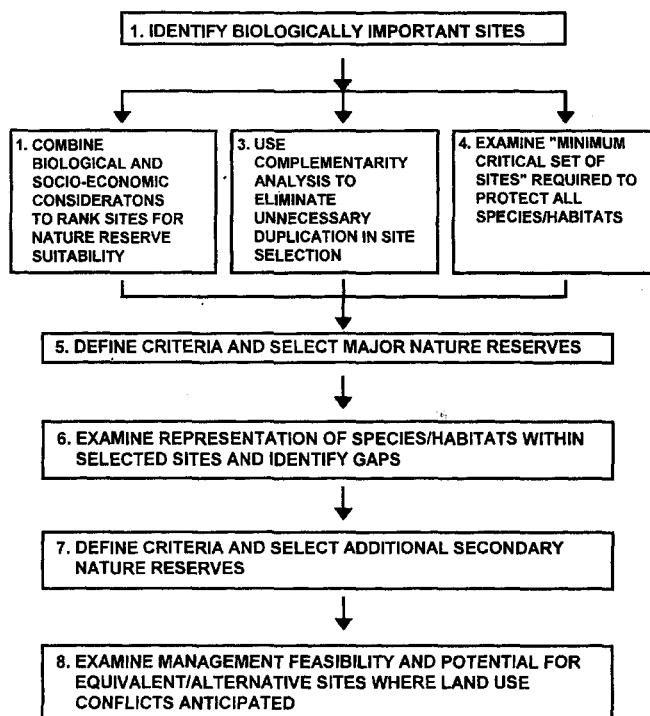 1. IDENTIFY BIOLOGICALLY IMPORTANT SITES
1. COMBINE
BIOLOGICAL AND
SOCIO-ECONOMIC
CONSIDERATONS
TO RANK SITES FOR
NATURE RESERVE
SUITABILITY
3. USE
COMPLEMENTARITY
ANALYSIS TO
ELIMINATE
UNNECESSARY
DUPLICATION IN SITE
SELECTION
4. EXAMINE "MINIMUM
CRITICAL SET OF
SITES" REQUIRED TO
PROTECT ALL
SPECIES/HABITATS
5. DEFINE CRITERIA AND SELECT MAJOR NATURE RESERVES
6. EXAMINE REPRESENTATION OF SPECIES/HABITATS WITHIN
SELECTED SITES AND IDENTIFY GAPS
7. DEFINE CRITERIA AND SELECT ADDITIONAL SECONDARY
NATURE RESERVES
8. EXAMINE MANAGEMENT FEASIBILITY AND POTENTIAL FOR
EQUIVALENT/ALTERNATIVE SITES WHERE LAND USE
CONFLICTS ANTICIPATED